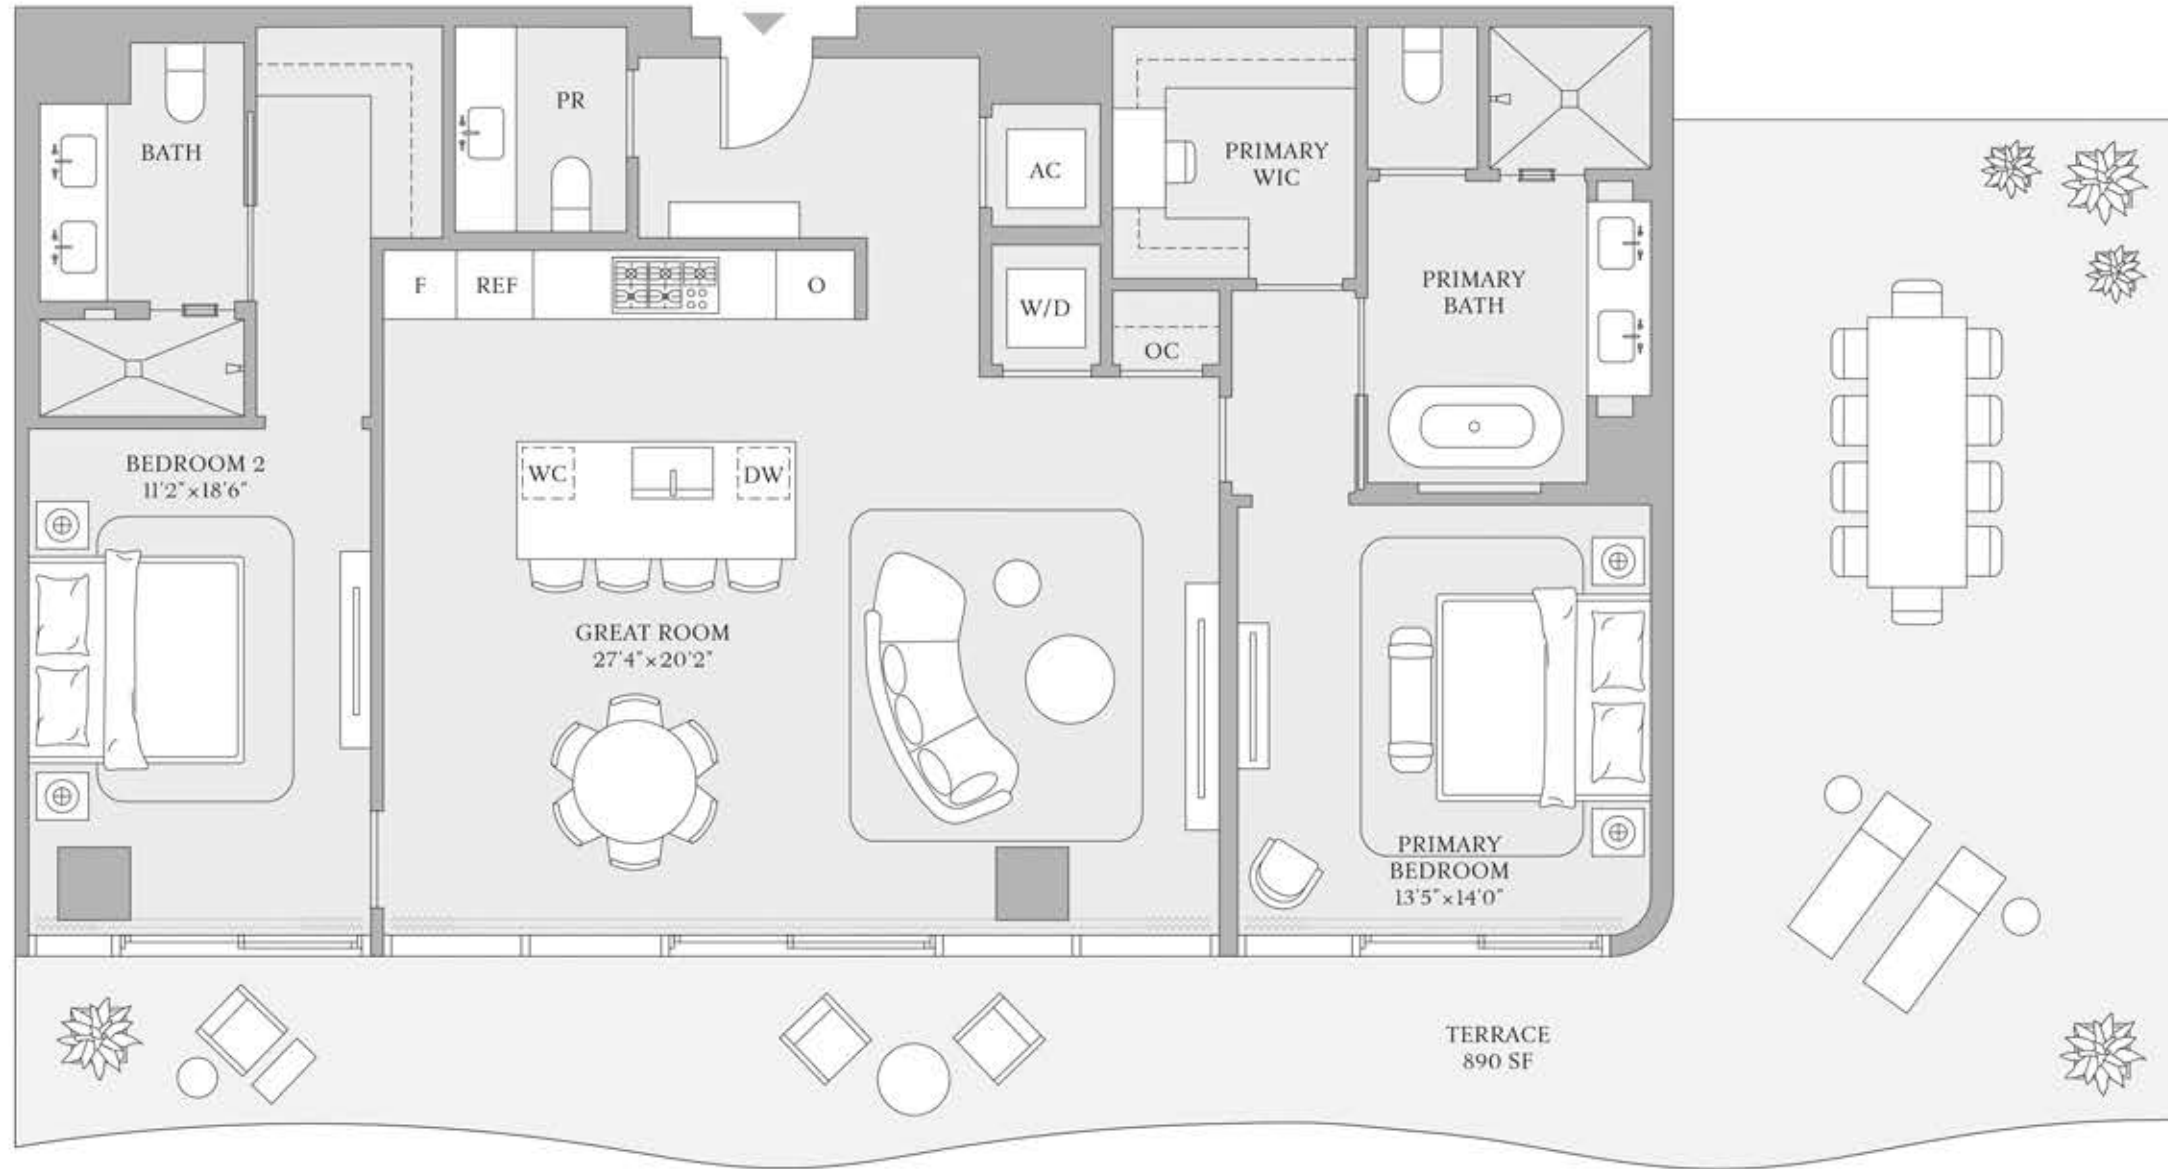 PR
BATH
AC
PRIMARY
WIC
F
REF
O
W/D
OC
PRIMARY
BATH
BEDROOM 2
11'2"×18'6"
WC
DW
GREAT ROOM
27'4"×20'2"
PRIMARY
BEDROOM
13'5"×14'0"
TERRACE
890 SF